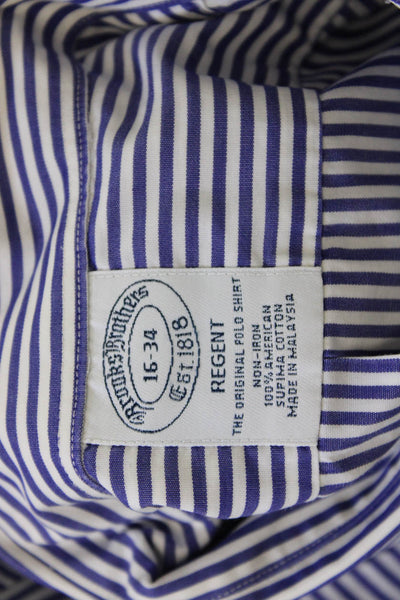 Brooks Brothers
16-34
Est. 1818
REGENT
THE ORIGINAL POLO SHIRT
NON-IRON
100% AMERICAN
SUPIMA COTTON
MADE IN MALAYSIA